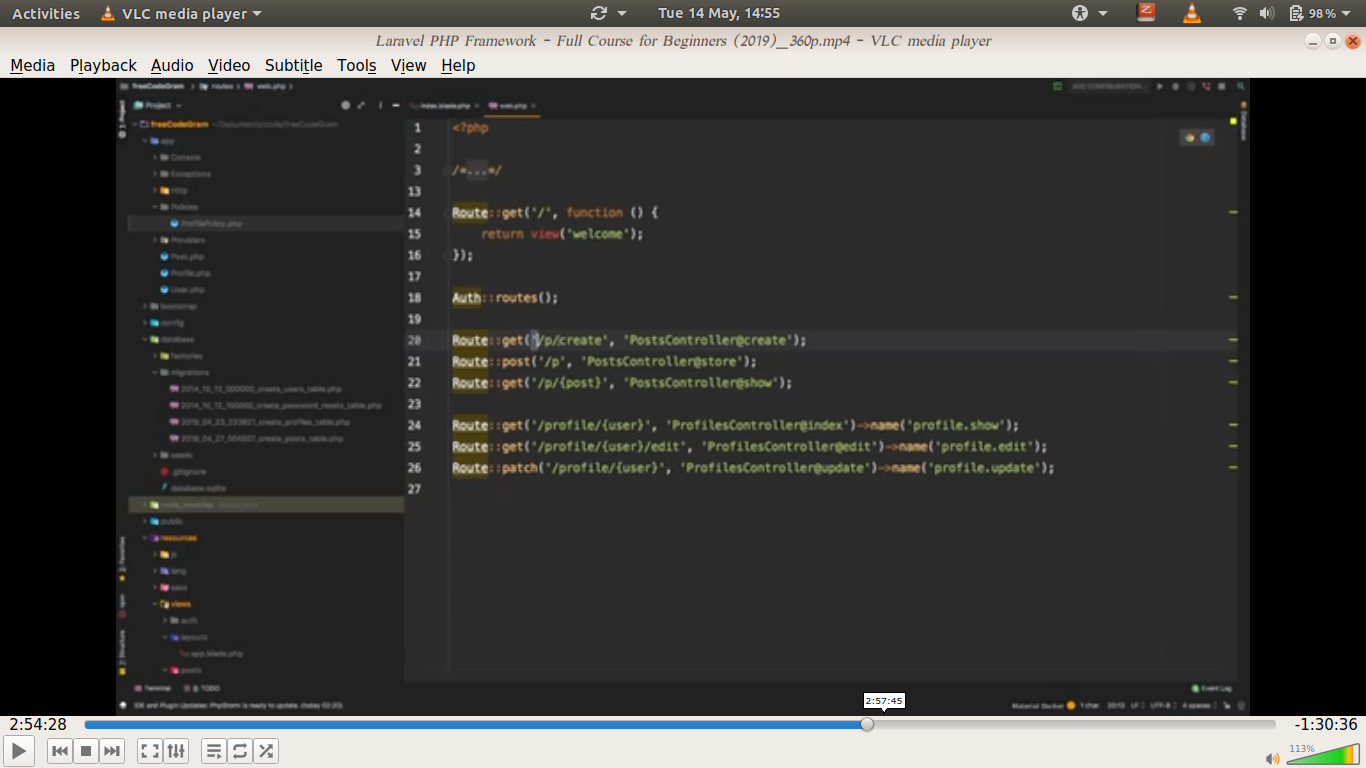 Activities VLC media player Tue 14 May, 14:55 98%
Laravel PHP Framework - Full Course for Beginners (2019)_360p.mp4 - VLC media player
Media Playback Audio Video Subtitle Tools View Help
freeCodeGram routes web.php ADD CONFIGURATION...
Project index.blade.php web.php
freeCodeGram ~/Documents/code/freeCodeGram
app
Console
Exceptions
Http
Policies
ProfilePolicy.php
Providers
Post.php
Profile.php
User.php
bootstrap
config
database
factories
migrations
2014_10_12_000000_create_users_table.php
2014_10_12_100000_create_password_resets_table.php
2019_04_27_004607_create_posts_table.php
seeds
.gitignore
database.sqlite
node_modules
public
resources
js
lang
sass
views
auth
layouts
app.blade.php
posts
1 <?php
2
3 /*...*/
13
14 Route::get('/', function () {
15 return view('welcome');
16 });
17
18 Auth::routes();
19
20 Route::get('/p/create', 'PostsController@create');
21 Route::post('/p', 'PostsController@store');
22 Route::get('/p/{post}', 'PostsController@show');
23
24 Route::get('/profile/{user}', 'ProfilesController@index')->name('profile.show');
25 Route::get('/profile/{user}/edit', 'ProfilesController@edit')->name('profile.edit');
26 Route::patch('/profile/{user}', 'ProfilesController@update')->name('profile.update');
27
1: Project
2: Favorites
npm
Z: Structure
Database
Terminal 6: TODO Event Log
IDE and Plugin Updates: PhpStorm is ready to update. (today 02:20) Material Darker 1 char 20:13 LF UTF-8 4 spaces
2:57:45
2:54:28 -1:30:36
113%